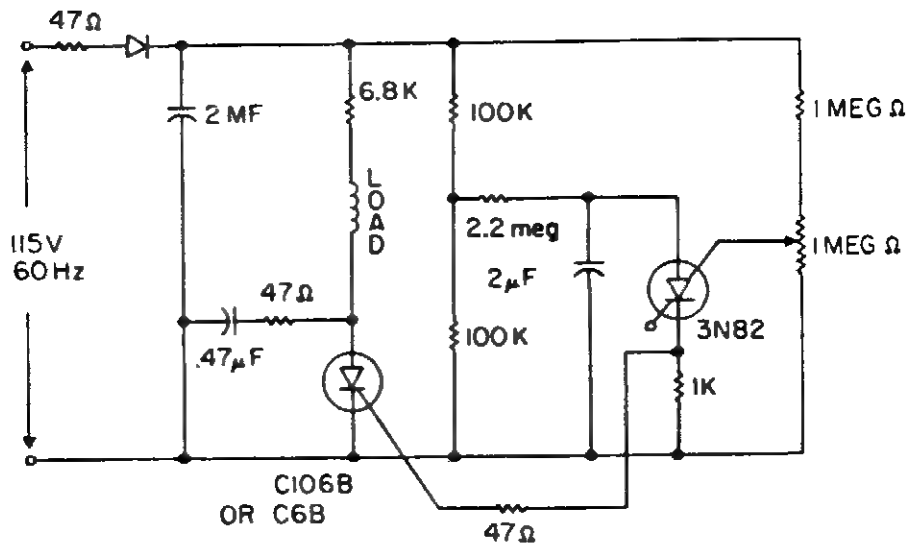 47Ω
2 MF
6.8K
100K
1 MEG Ω
LOAD
2.2 meg
1 MEG Ω
115V
60Hz
47Ω
2μF
.47μF
100K
3N82
1K
C106B
OR C6B
47Ω